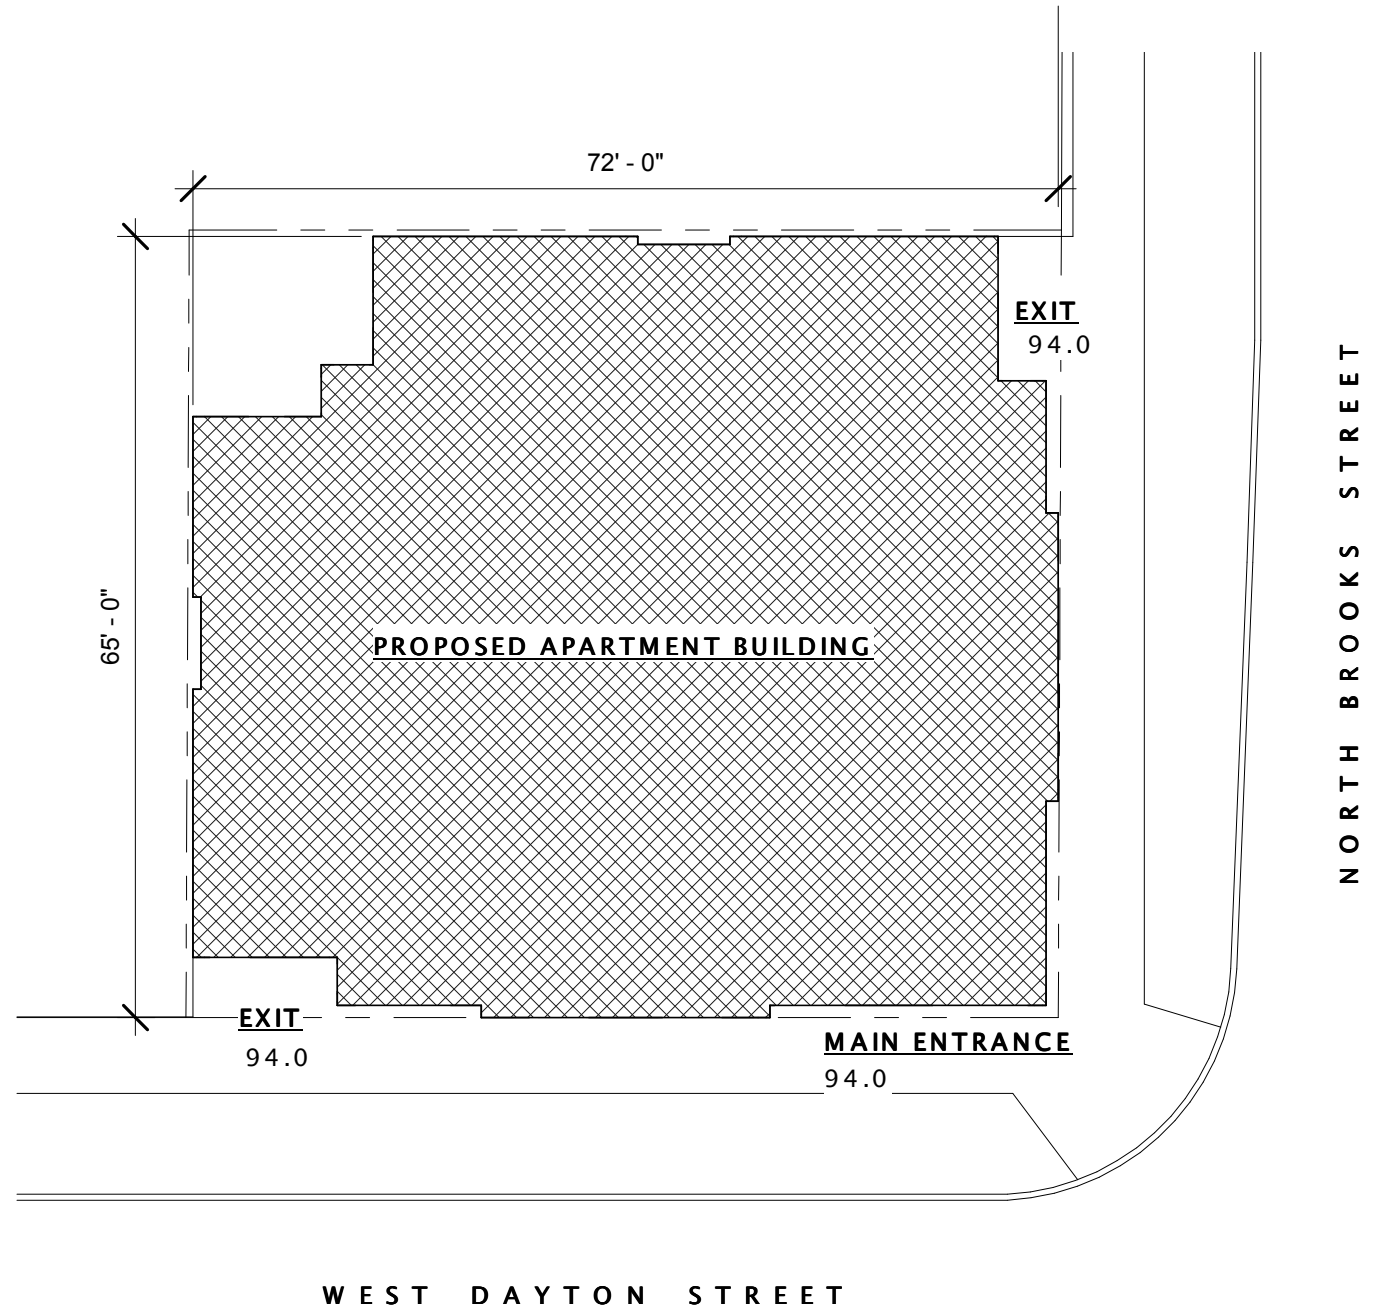 72' - 0"
EXIT
94.0
NORTH BROOKS STREET
65' - 0"
PROPOSED APARTMENT BUILDING
EXIT
94.0
MAIN ENTRANCE
94.0
WEST DAYTON STREET